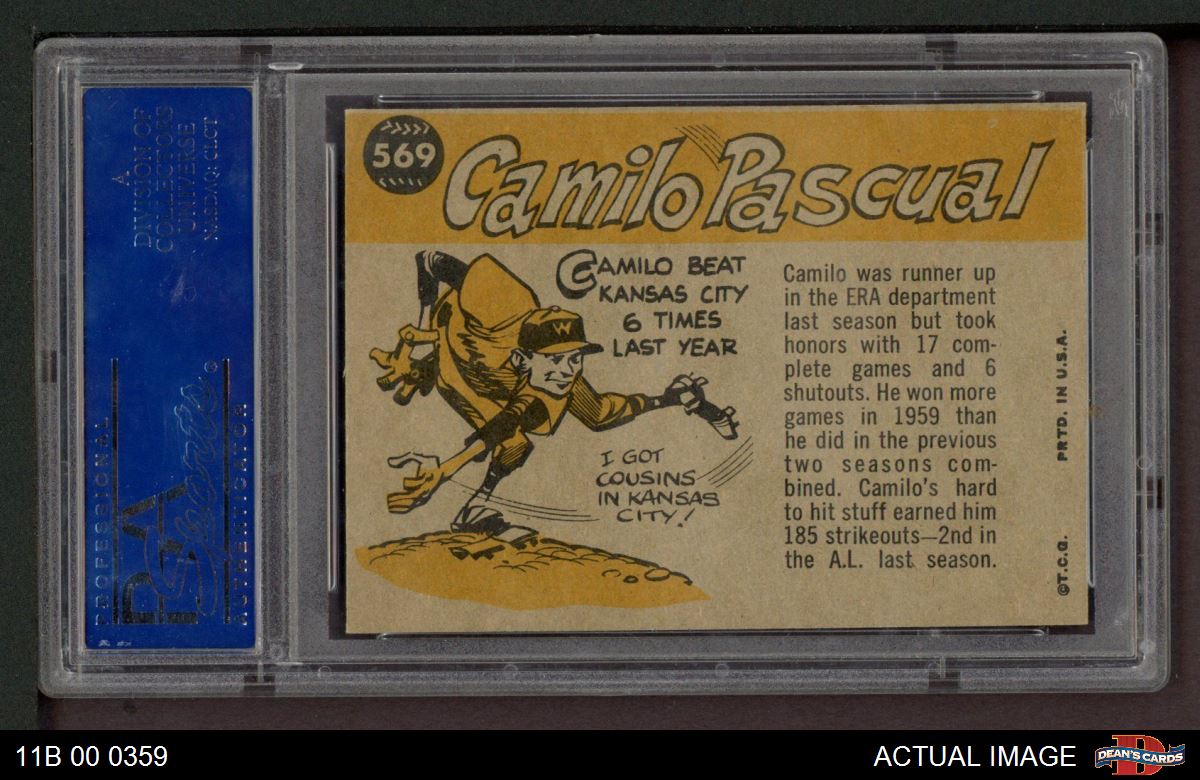 A
DIVISION OF
COLLECTORS
UNIVERSE
NASDAQ: CLCT
PROFESSIONAL
PSA
Sports
®
AUTHENTICATOR
569
Camilo Pascual
CAMILO BEAT
KANSAS CITY
6 TIMES
LAST YEAR
W
I GOT
COUSINS
IN KANSAS
CITY!
Camilo was runner up
in the ERA department
last season but took
honors with 17 com-
plete games and 6
shutouts. He won more
games in 1959 than
he did in the previous
two seasons com-
bined. Camilo's hard
to hit stuff earned him
185 strikeouts—2nd in
the A.L. last season.
©T.C.G. PRTD. IN U.S.A.
11B 00 0359
ACTUAL IMAGE
D
DEAN'S CARDS